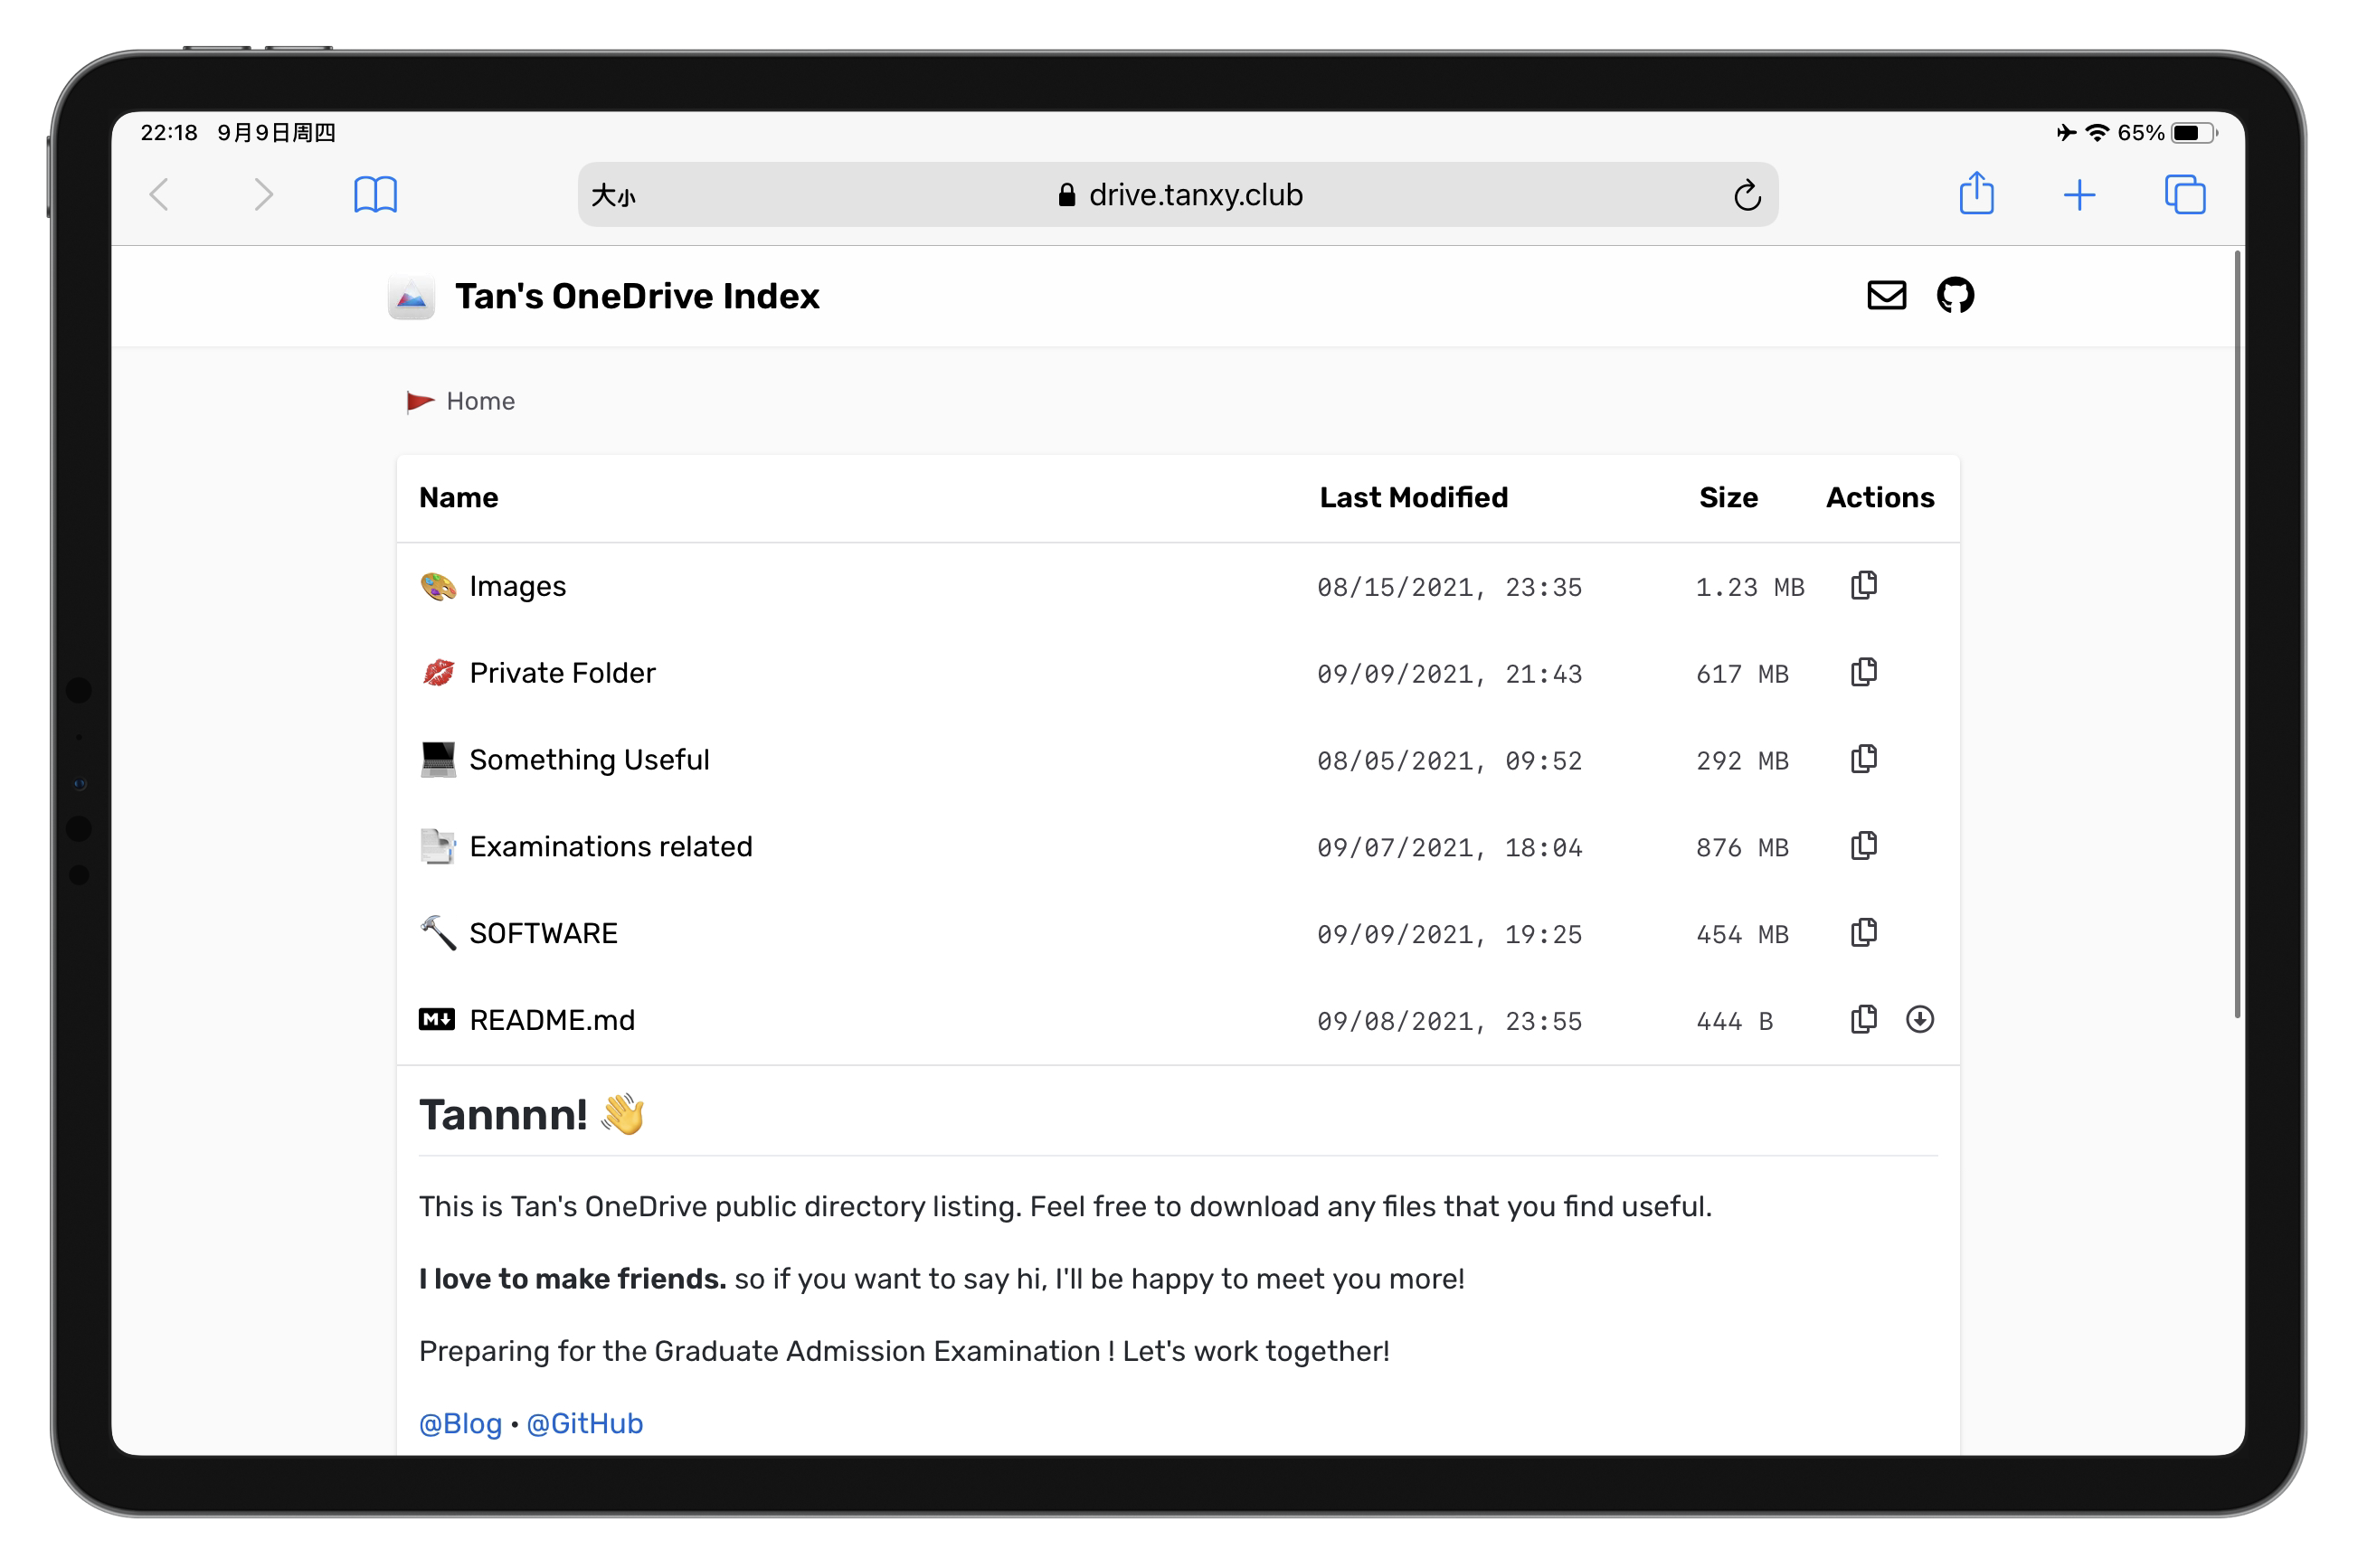 22:18 9月9日周四
65%
大小 drive.tanxy.club
Tan's OneDrive Index
Home
Name Last Modified Size Actions
Images 08/15/2021, 23:35 1.23 MB
Private Folder 09/09/2021, 21:43 617 MB
Something Useful 08/05/2021, 09:52 292 MB
Examinations related 09/07/2021, 18:04 876 MB
SOFTWARE 09/09/2021, 19:25 454 MB
README.md 09/08/2021, 23:55 444 B
Tannnn! 👋
This is Tan's OneDrive public directory listing. Feel free to download any files that you find useful.
I love to make friends. so if you want to say hi, I'll be happy to meet you more!
Preparing for the Graduate Admission Examination ! Let's work together!
@Blog • @GitHub